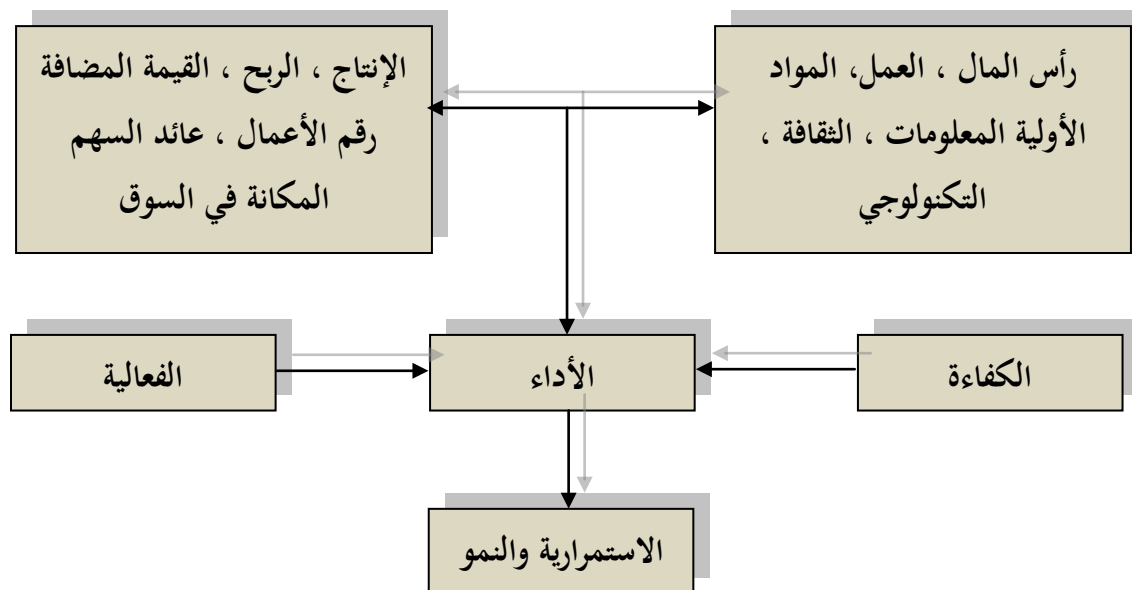 رأس المال ، العمل، المواد
الأولية المعلومات ، الثقافة ،
التكنولوجي
الإنتاج ، الربح ، القيمة المضافة
رقم الأعمال ، عائد السهم
المكانة في السوق
الكفاءة
الأداء
الفعالية
الاستمرارية والنمو